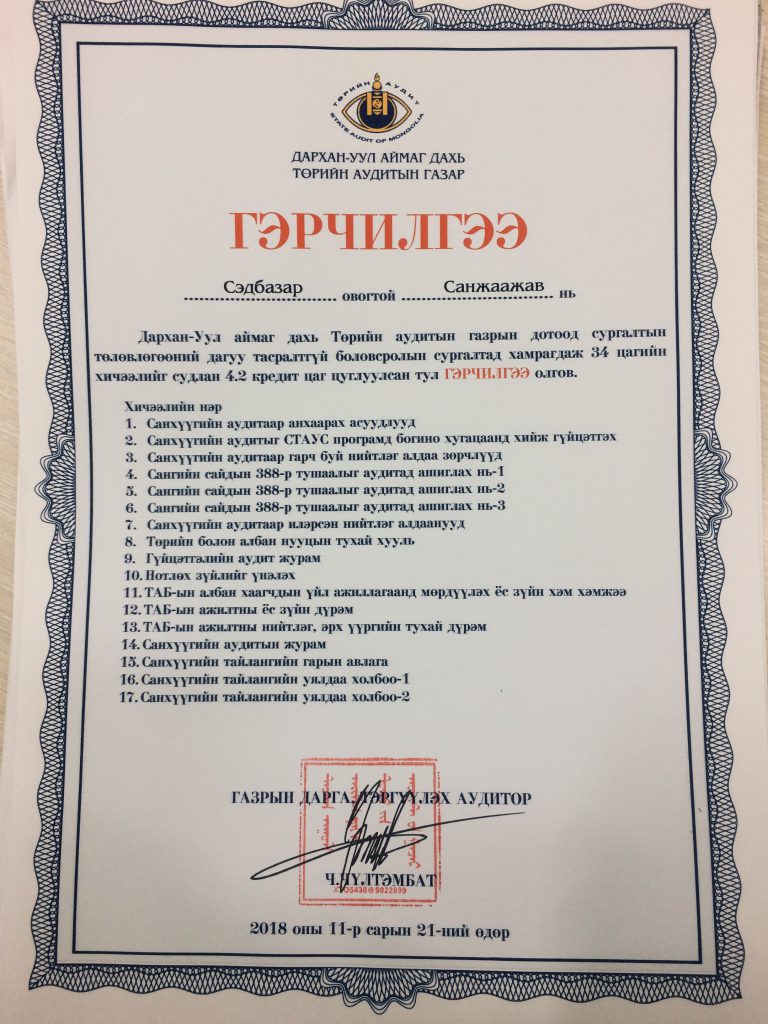 ТӨРИЙН АУДИТ
STATE AUDIT OF MONGOLIA
ДАРХАН-УУЛ АЙМАГ ДАХЬ
ТӨРИЙН АУДИТЫН ГАЗАР
ГЭРЧИЛГЭЭ
Сэдбазар овогтой Санжаажав нь
Дархан-Уул аймаг дахь Төрийн аудитын газрын дотоод сургалтын
төлөвлөгөөний дагуу тасралтгүй боловсролын сургалтад хамрагдаж 34 цагийн
хичээлийг судлан 4.2 кредит цаг цуглуулсан тул ГЭРЧИЛГЭЭ олгов.
Хичээлийн нэр
1. Санхүүгийн аудитаар анхаарах асуудлууд
2. Санхүүгийн аудитыг СТАУС програмд богино хугацаанд хийж гүйцэтгэх
3. Санхүүгийн аудитаар гарч буй нийтлэг алдаа зөрчлүүд
4. Сангийн сайдын 388-р тушаалыг аудитад ашиглах нь-1
5. Сангийн сайдын 388-р тушаалыг аудитад ашиглах нь-2
6. Сангийн сайдын 388-р тушаалыг аудитад ашиглах нь-3
7. Санхүүгийн аудитаар илэрсэн нийтлэг алдаанууд
8. Төрийн болон албан нууцын тухай хууль
9. Гүйцэтгэлийн аудит журам
10. Нотлох зүйлийг үнэлэх
11. ТАБ-ын албан хаагчдын үйл ажиллагаанд мөрдүүлэх ёс зүйн хэм хэмжээ
12. ТАБ-ын ажилтны ёс зүйн дүрэм
13. ТАБ-ын ажилтны нийтлэг, эрх үүргийн тухай дүрэм
14. Санхүүгийн аудитын журам
15. Санхүүгийн тайлангийн гарын авлага
16. Санхүүгийн тайлангийн уялдаа холбоо-1
17. Санхүүгийн тайлангийн уялдаа холбоо-2
ГАЗРЫН ДАРГА, ТЭРГҮҮЛЭХ АУДИТОР
Ч.ЧҮЛТЭМБАТ
2018 оны 11-р сарын 21-ний өдөр